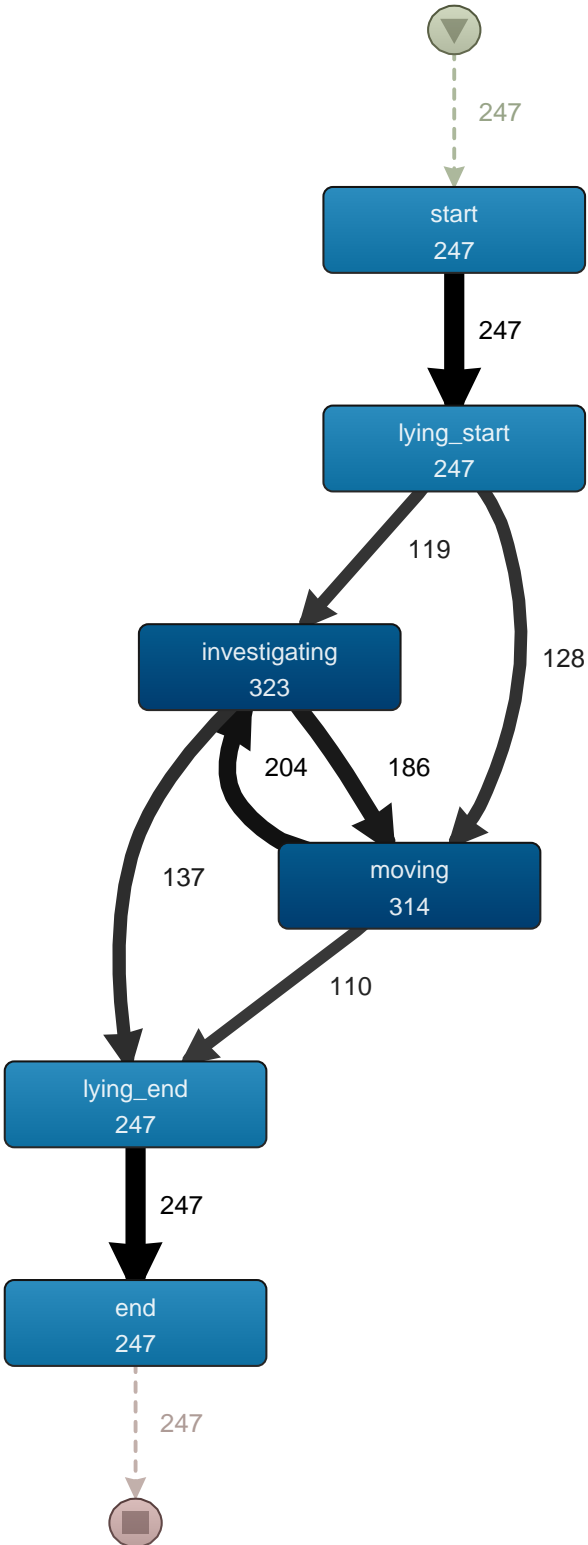 247
start
247
247
lying_start
247
119
128
investigating
323
204
186
moving
314
137
110
lying_end
247
247
end
247
247